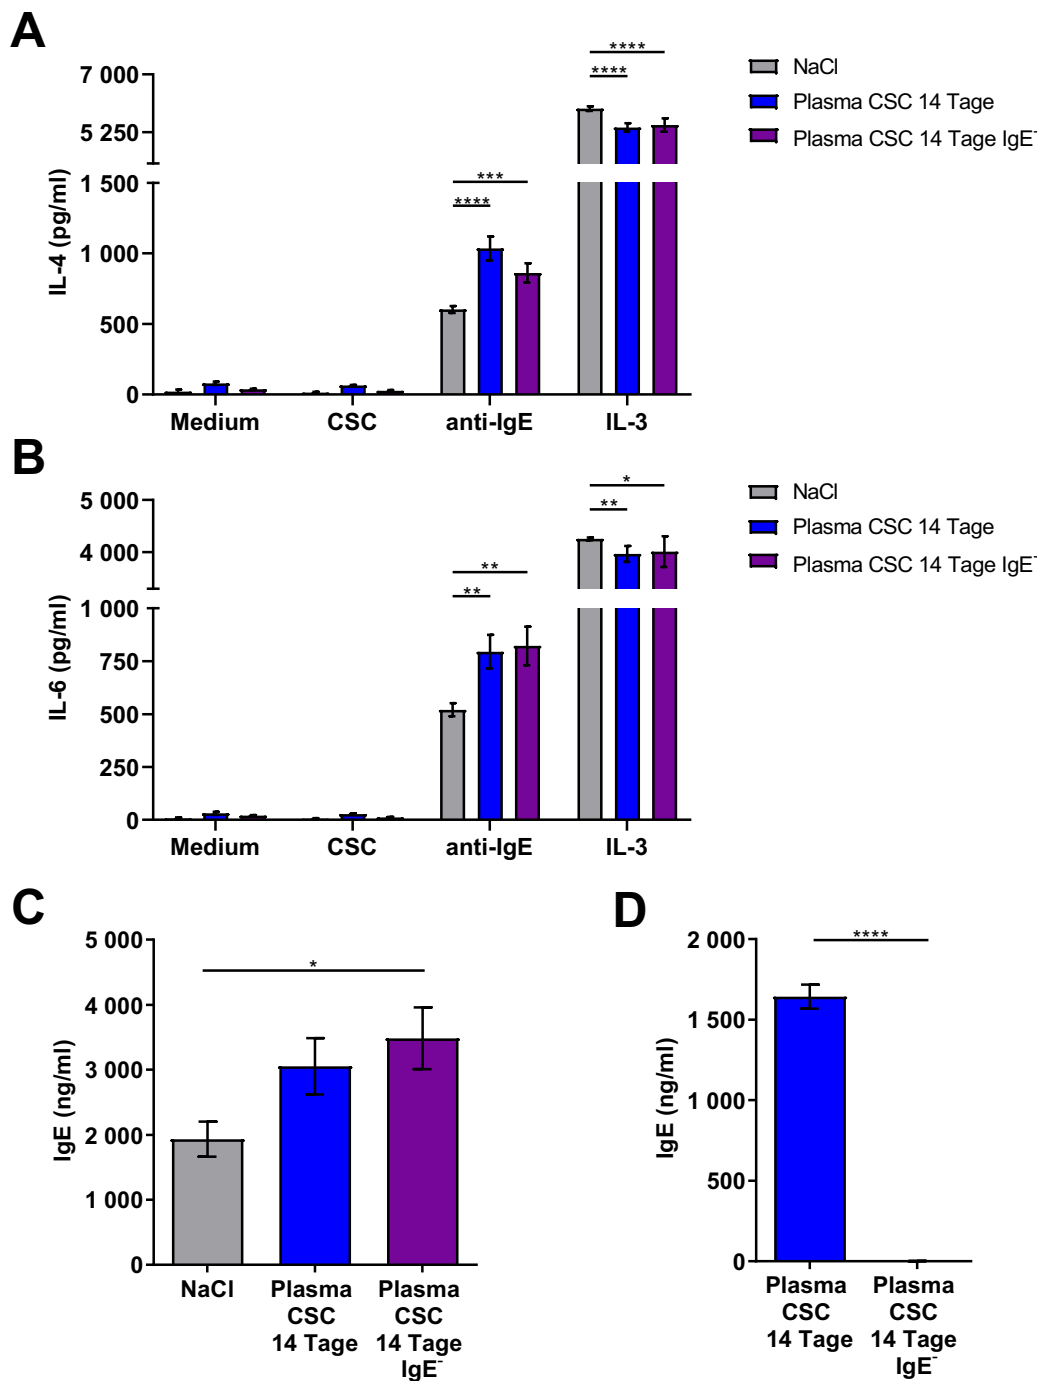 A
7 000
5 250
1 500
1 000
500
0
IL-4 (pg/ml)
****
****
***
****
Medium CSC anti-IgE IL-3
NaCl
Plasma CSC 14 Tage
Plasma CSC 14 Tage IgE⁻
B
5 000
4 000
1 000
750
500
250
0
IL-6 (pg/ml)
*
**
**
**
Medium CSC anti-IgE IL-3
NaCl
Plasma CSC 14 Tage
Plasma CSC 14 Tage IgE⁻
C
5 000
4 000
3 000
2 000
1 000
0
IgE (ng/ml)
*
NaCl
Plasma
CSC
14 Tage
Plasma
CSC
14 Tage
IgE⁻
D
2 000
1 500
1 000
500
0
IgE (ng/ml)
****
Plasma
CSC
14 Tage
Plasma
CSC
14 Tage
IgE⁻